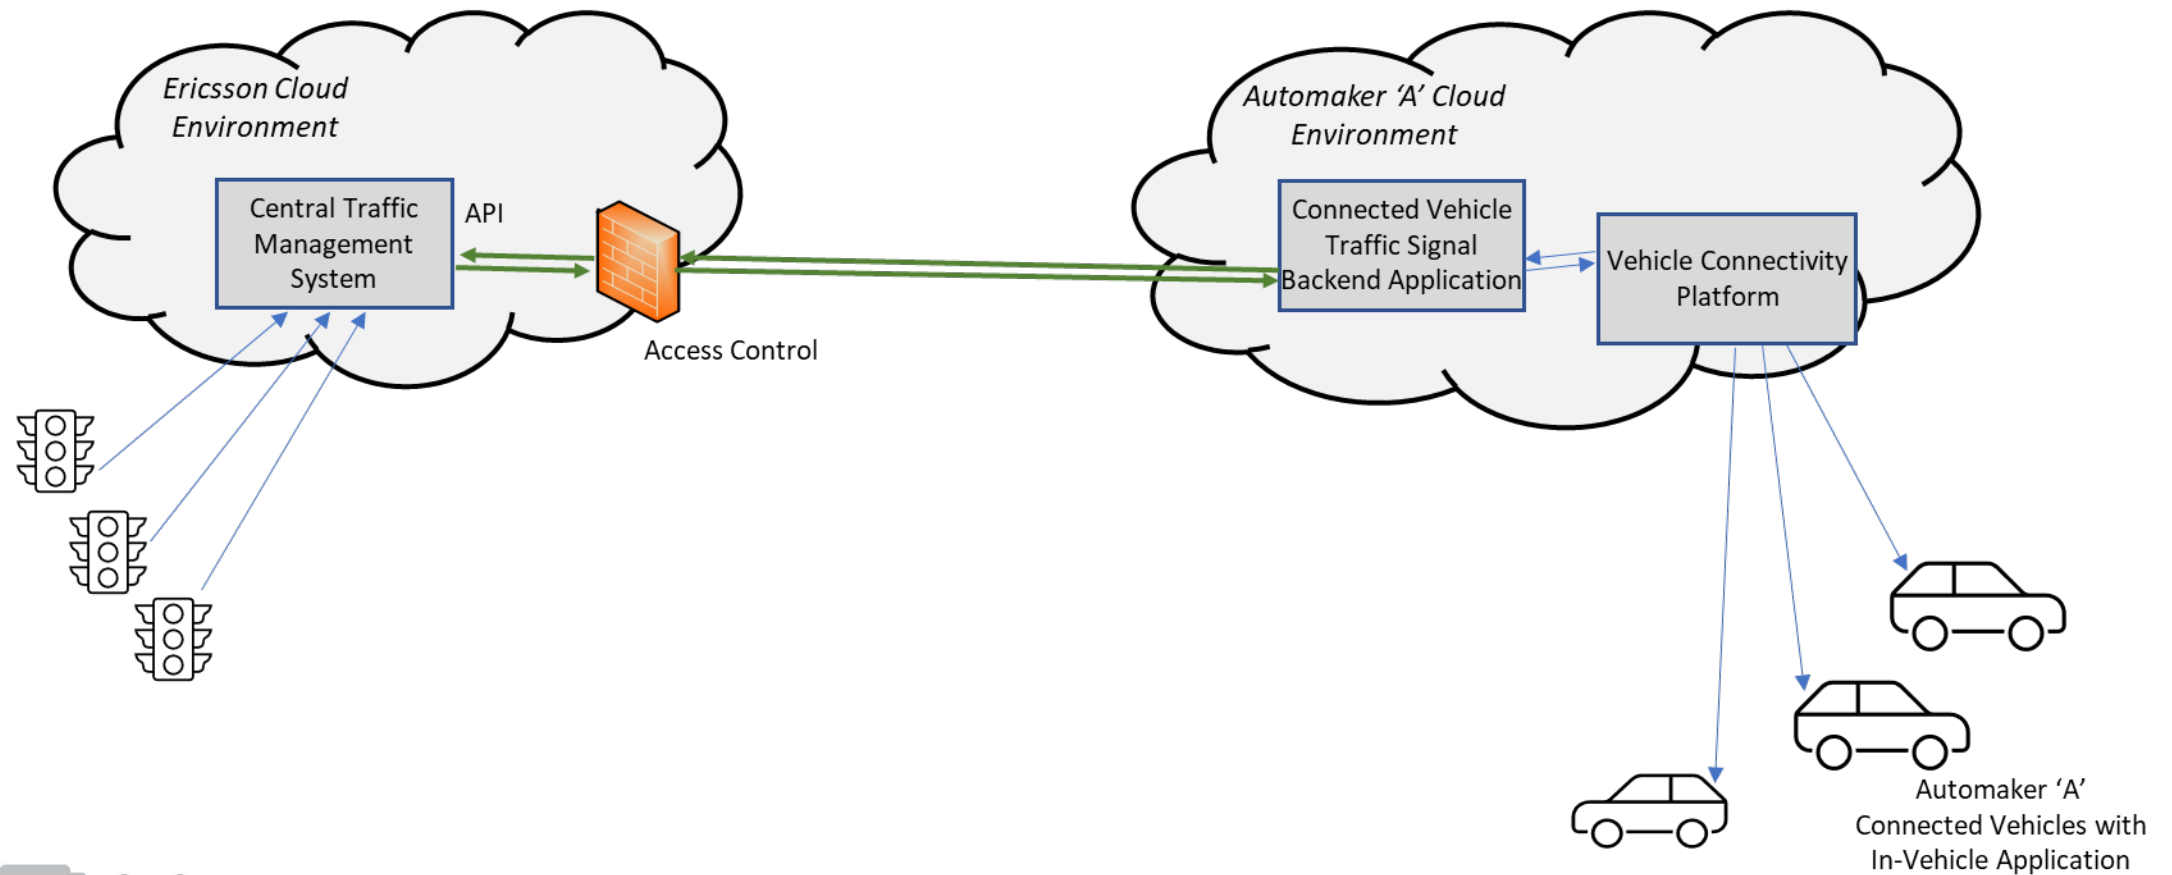 Ericsson Cloud
Environment
Central Traffic
Management
System
API
Access Control
Automaker ‘A’ Cloud
Environment
Connected Vehicle
Traffic Signal
Backend Application
Vehicle Connectivity
Platform
Automaker ‘A’
Connected Vehicles with
In-Vehicle Application